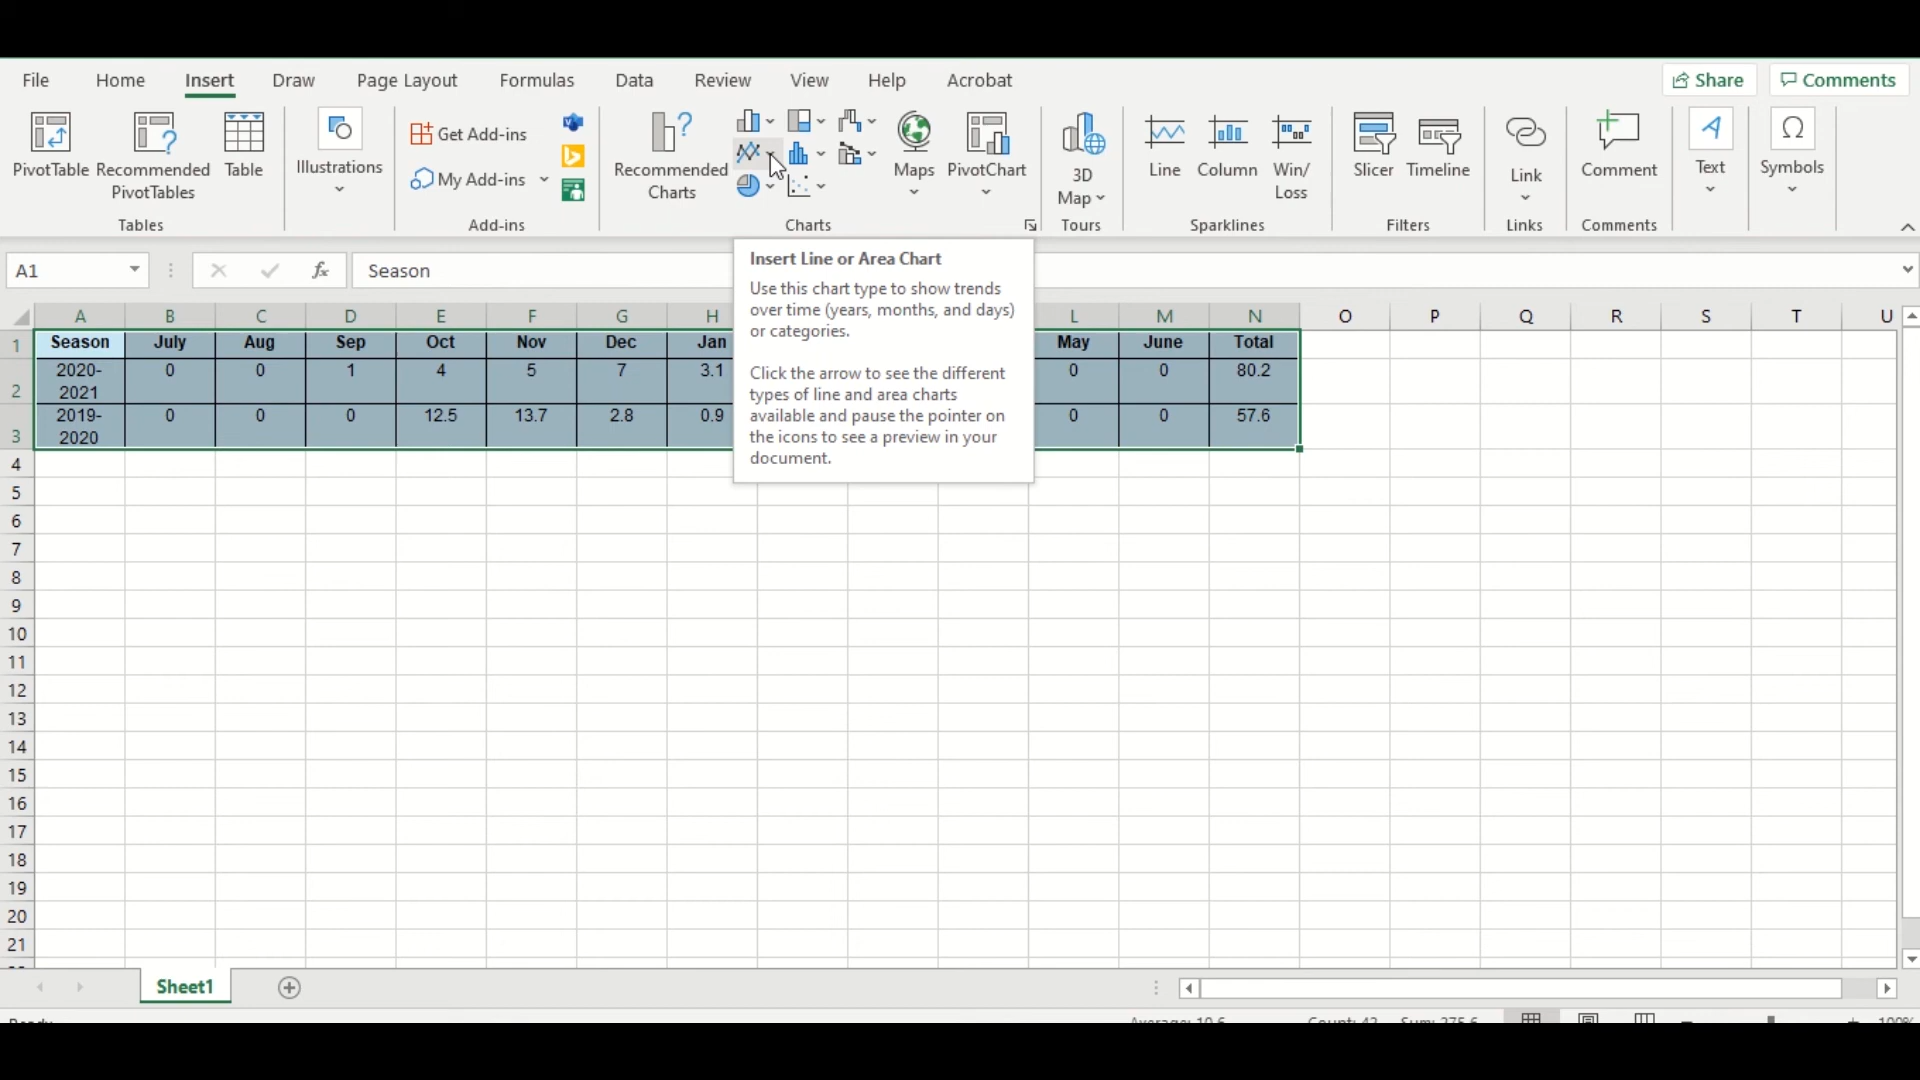 File Home Insert Draw Page Layout Formulas Data Review View Help Acrobat Share Comments
PivotTable Recommended PivotTables Table
Illustrations
Get Add-ins
My Add-ins
Recommended Charts
Maps PivotChart
3D Map
Line Column Win/Loss
Slicer Timeline
Link
Comment
Text
Symbols
Tables Add-ins Charts Tours Sparklines Filters Links Comments
A1 fx Season
Insert Line or Area Chart
Use this chart type to show trends
over time (years, months, and days)
or categories.
Click the arrow to see the different
types of line and area charts
available and pause the pointer on
the icons to see a preview in your
document.
A B C D E F G H L M N O P Q R S T U
1 Season July Aug Sep Oct Nov Dec Jan May June Total
2 2020-2021 0 0 1 4 5 7 3.1 0 0 80.2
3 2019-2020 0 0 0 12.5 13.7 2.8 0.9 0 0 57.6
4
5
6
7
8
9
10
11
12
13
14
15
16
17
18
19
20
21
Sheet1